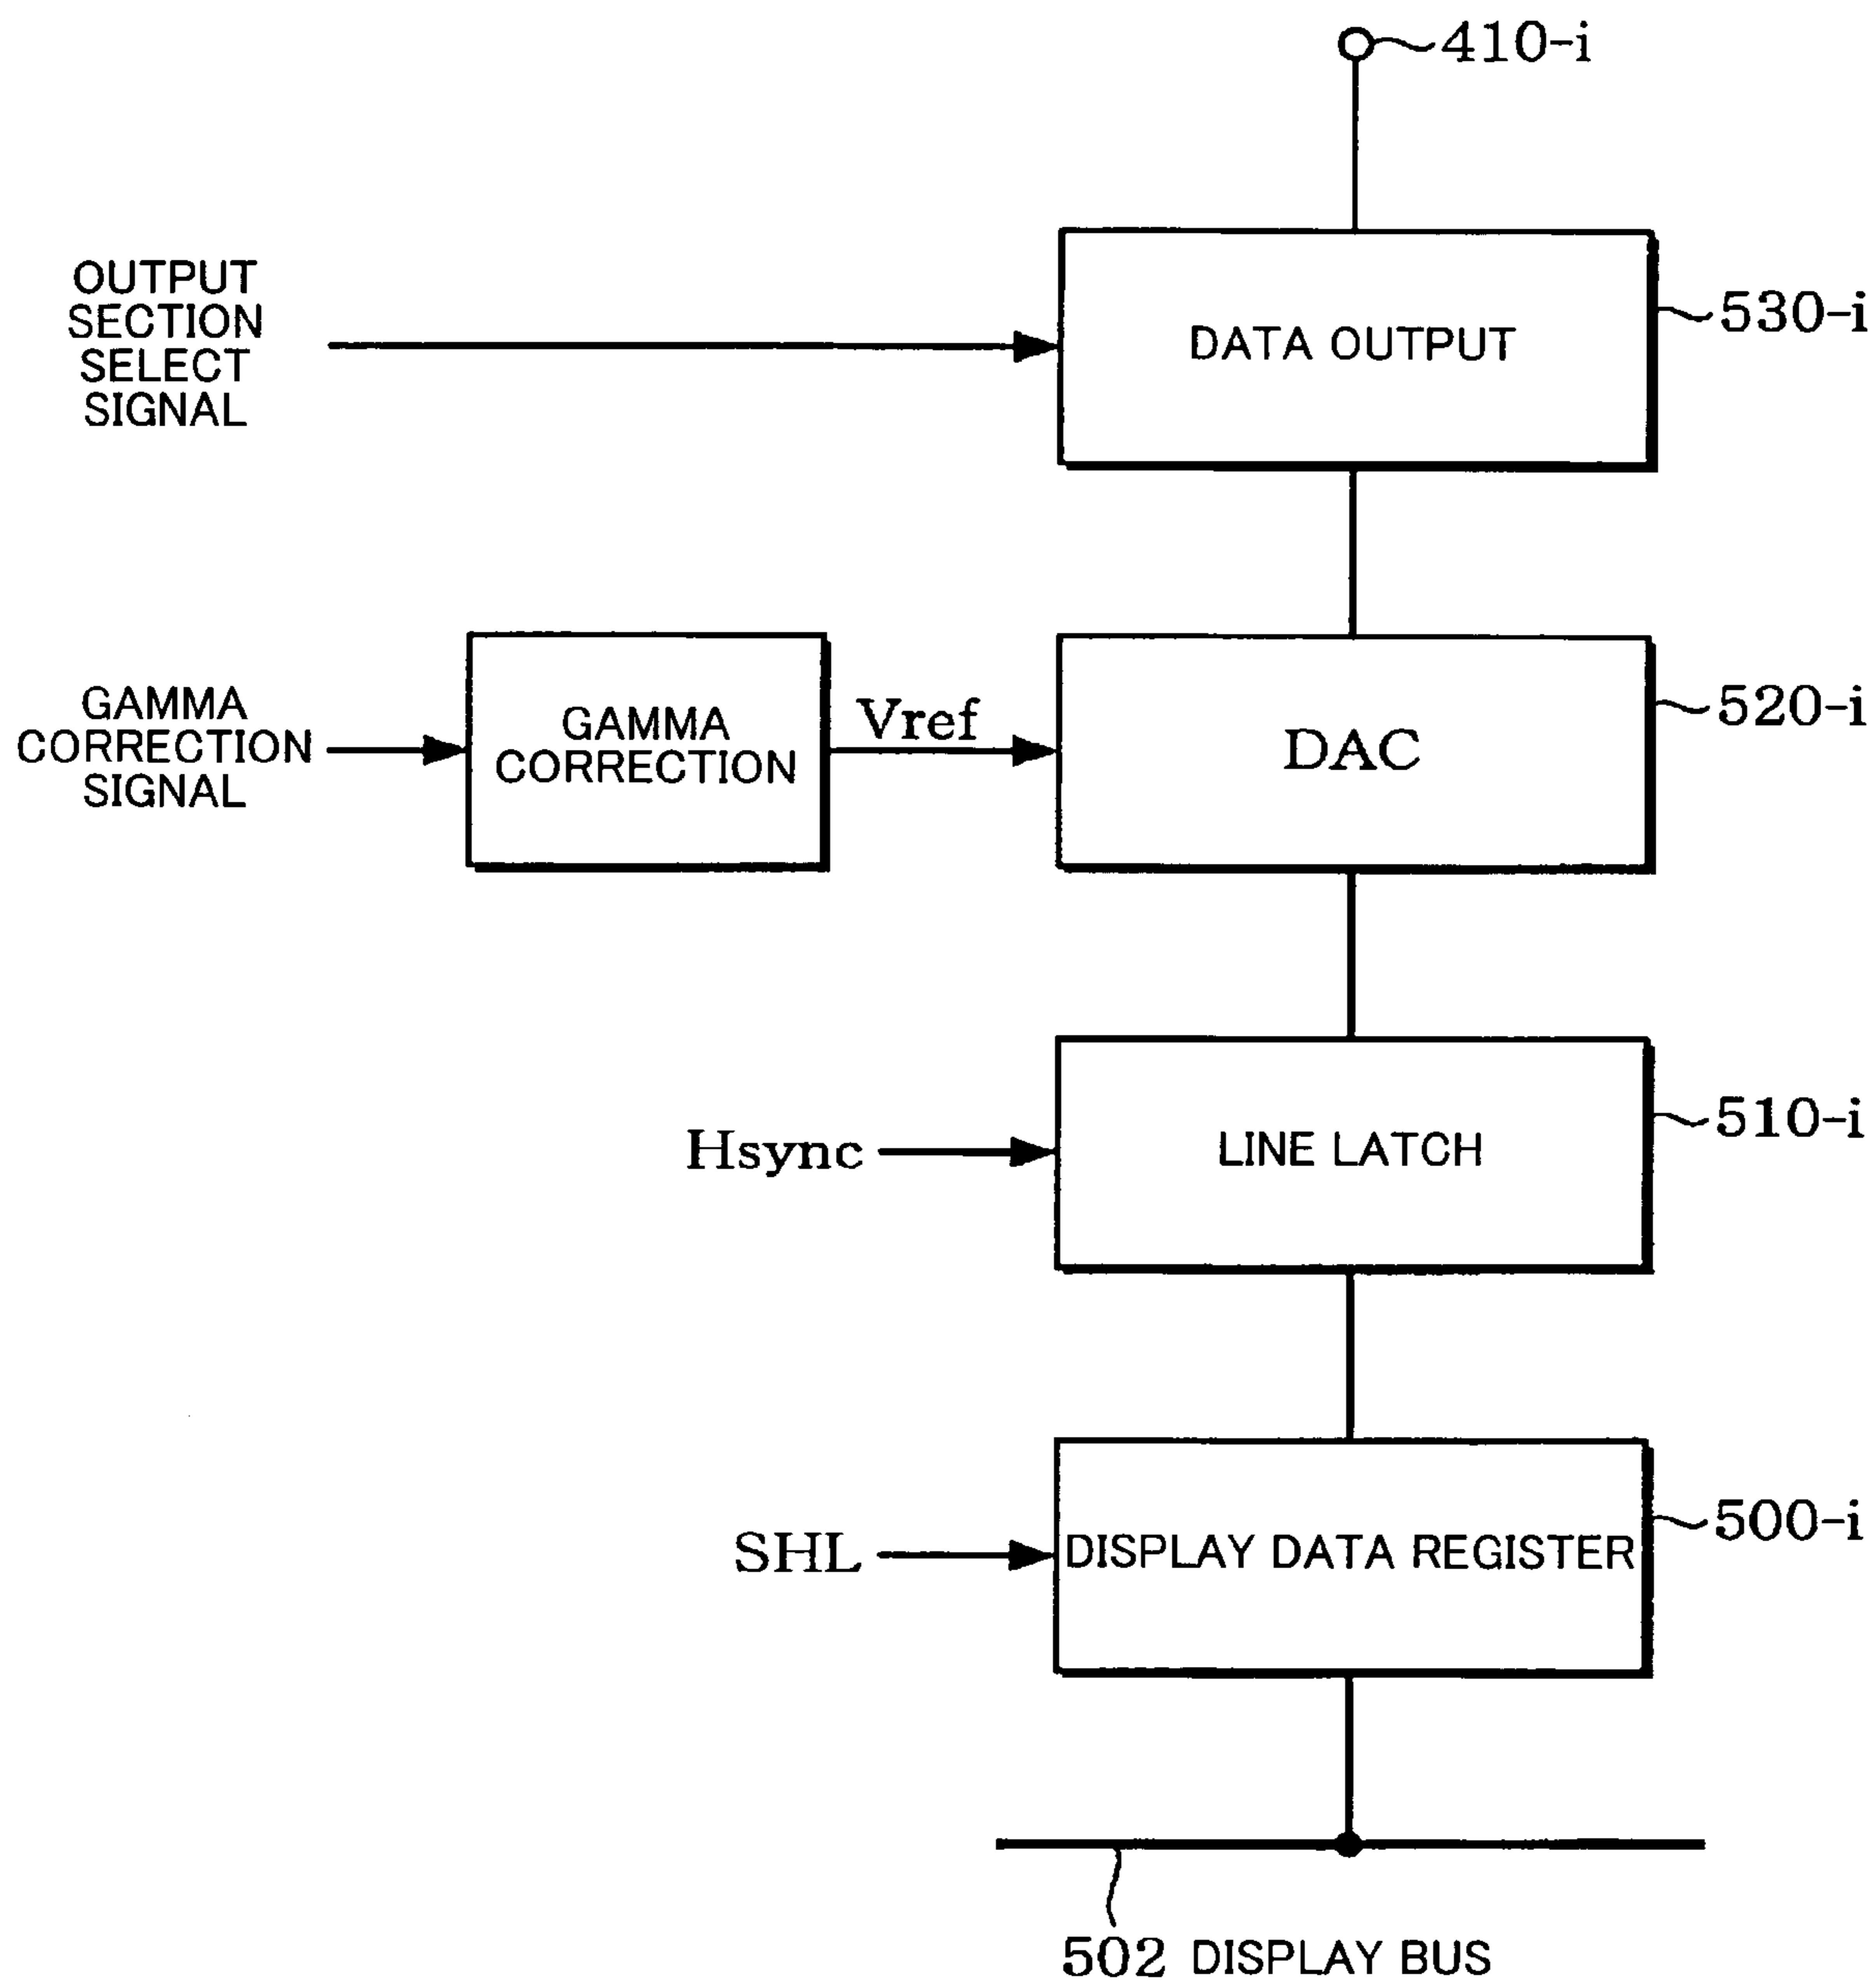 410-i
OUTPUT
SECTION
SELECT
SIGNAL
DATA OUTPUT
530-i
GAMMA
CORRECTION
SIGNAL
GAMMA
CORRECTION
Vref
DAC
520-i
Hsync
LINE LATCH
510-i
SHL
DISPLAY DATA REGISTER
500-i
502 DISPLAY BUS